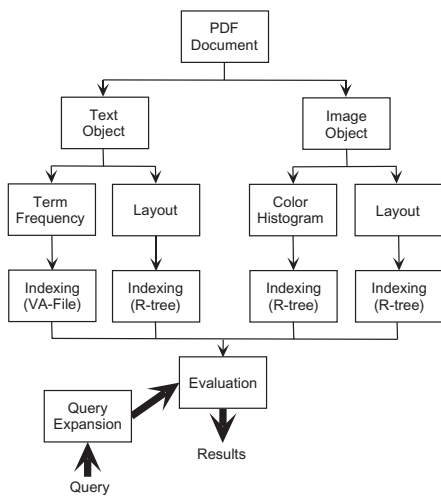 PDF
Document
Text
Object
Image
Object
Term
Frequency
Layout
Color
Histogram
Layout
Indexing
(VA-File)
Indexing
(R-tree)
Indexing
(R-tree)
Indexing
(R-tree)
Evaluation
Query
Expansion
Results
Query